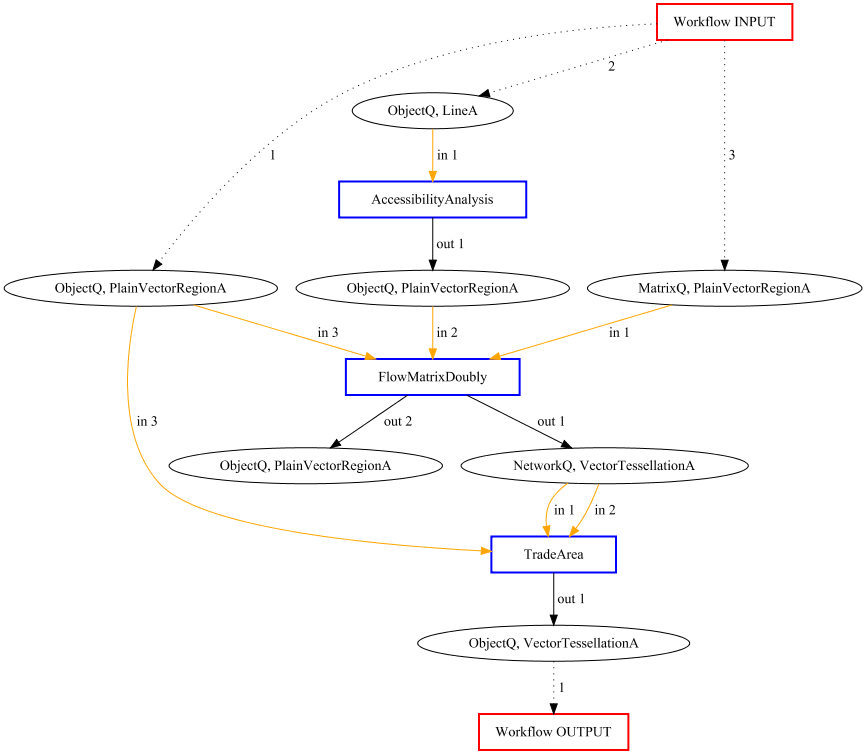 Workflow INPUT
2
ObjectQ, LineA
1
in 1
3
AccessibilityAnalysis
out 1
ObjectQ, PlainVectorRegionA
ObjectQ, PlainVectorRegionA
MatrixQ, PlainVectorRegionA
in 3
in 2
in 1
FlowMatrixDoubly
in 3
out 2
out 1
ObjectQ, PlainVectorRegionA
NetworkQ, VectorTessellationA
in 1
in 2
TradeArea
out 1
ObjectQ, VectorTessellationA
1
Workflow OUTPUT